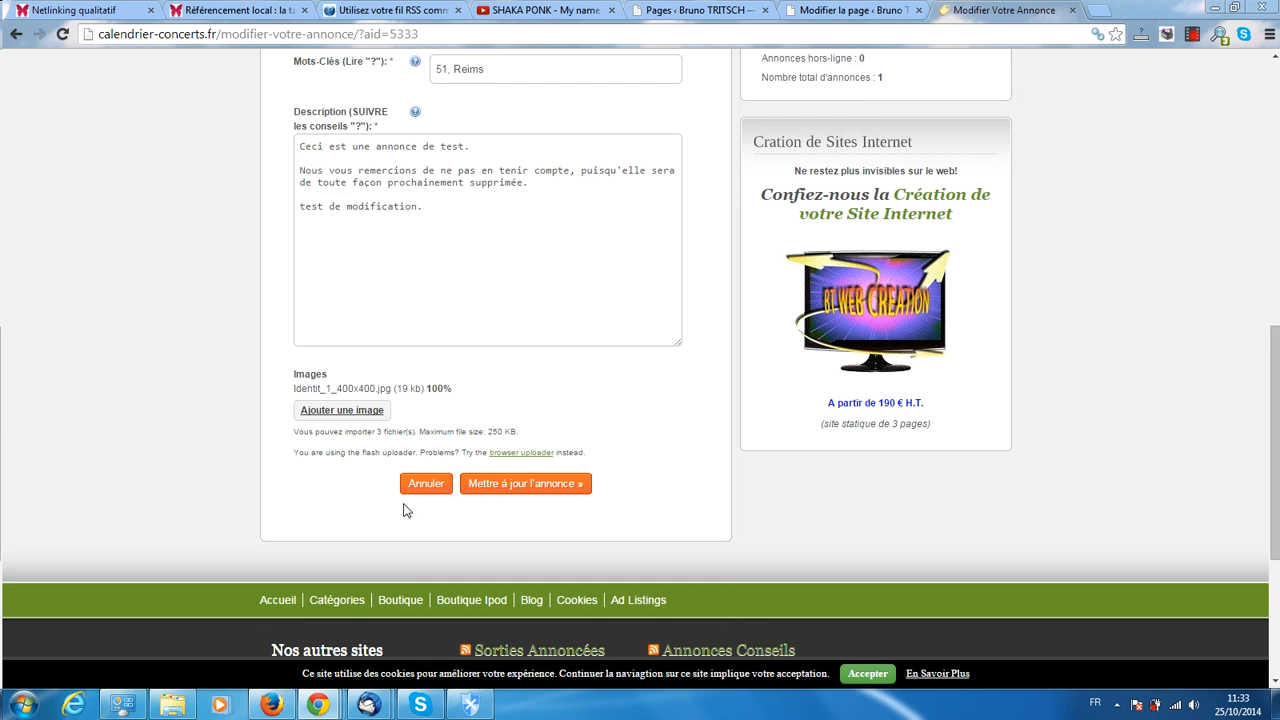 Netlinking qualitatif
Référencement local : la ta
Utilisez votre fil RSS comm
SHAKA PONK - My name
Pages ‹ Bruno TRITSCH —
Modifier la page ‹ Bruno T
Modifier Votre Annonce
calendrier-concerts.fr/modifier-votre-annonce/?aid=5333
Mots-Clés (Lire "?"): *
51, Reims
Description (SUIVRE
les conseils "?"): *
Ceci est une annonce de test.
Nous vous remercions de ne pas en tenir compte, puisqu'elle sera
de toute façon prochainement supprimée.
test de modification.
Images
Identit_1_400x400.jpg (19 kb) 100%
Ajouter une image
Vous pouvez importer 3 fichier(s). Maximum file size: 250 KB.
You are using the flash uploader. Problems? Try the browser uploader instead.
Annuler
Mettre à jour l'annonce »
Annonces hors-ligne : 0
Nombre total d'annonces : 1
Cration de Sites Internet
Ne restez plus invisibles sur le web!
Confiez-nous la Création de
votre Site Internet
BT WEB CREATION
A partir de 190 € H.T.
(site statique de 3 pages)
Accueil
Catégories
Boutique
Boutique Ipod
Blog
Cookies
Ad Listings
Nos autres sites
Sorties Annoncées
Annonces Conseils
Ce site utilise des cookies pour améliorer votre expérience. Continuer la naviagtion sur ce site implique votre acceptation.
Accepter
En Savoir Plus
FR
11:33
25/10/2014